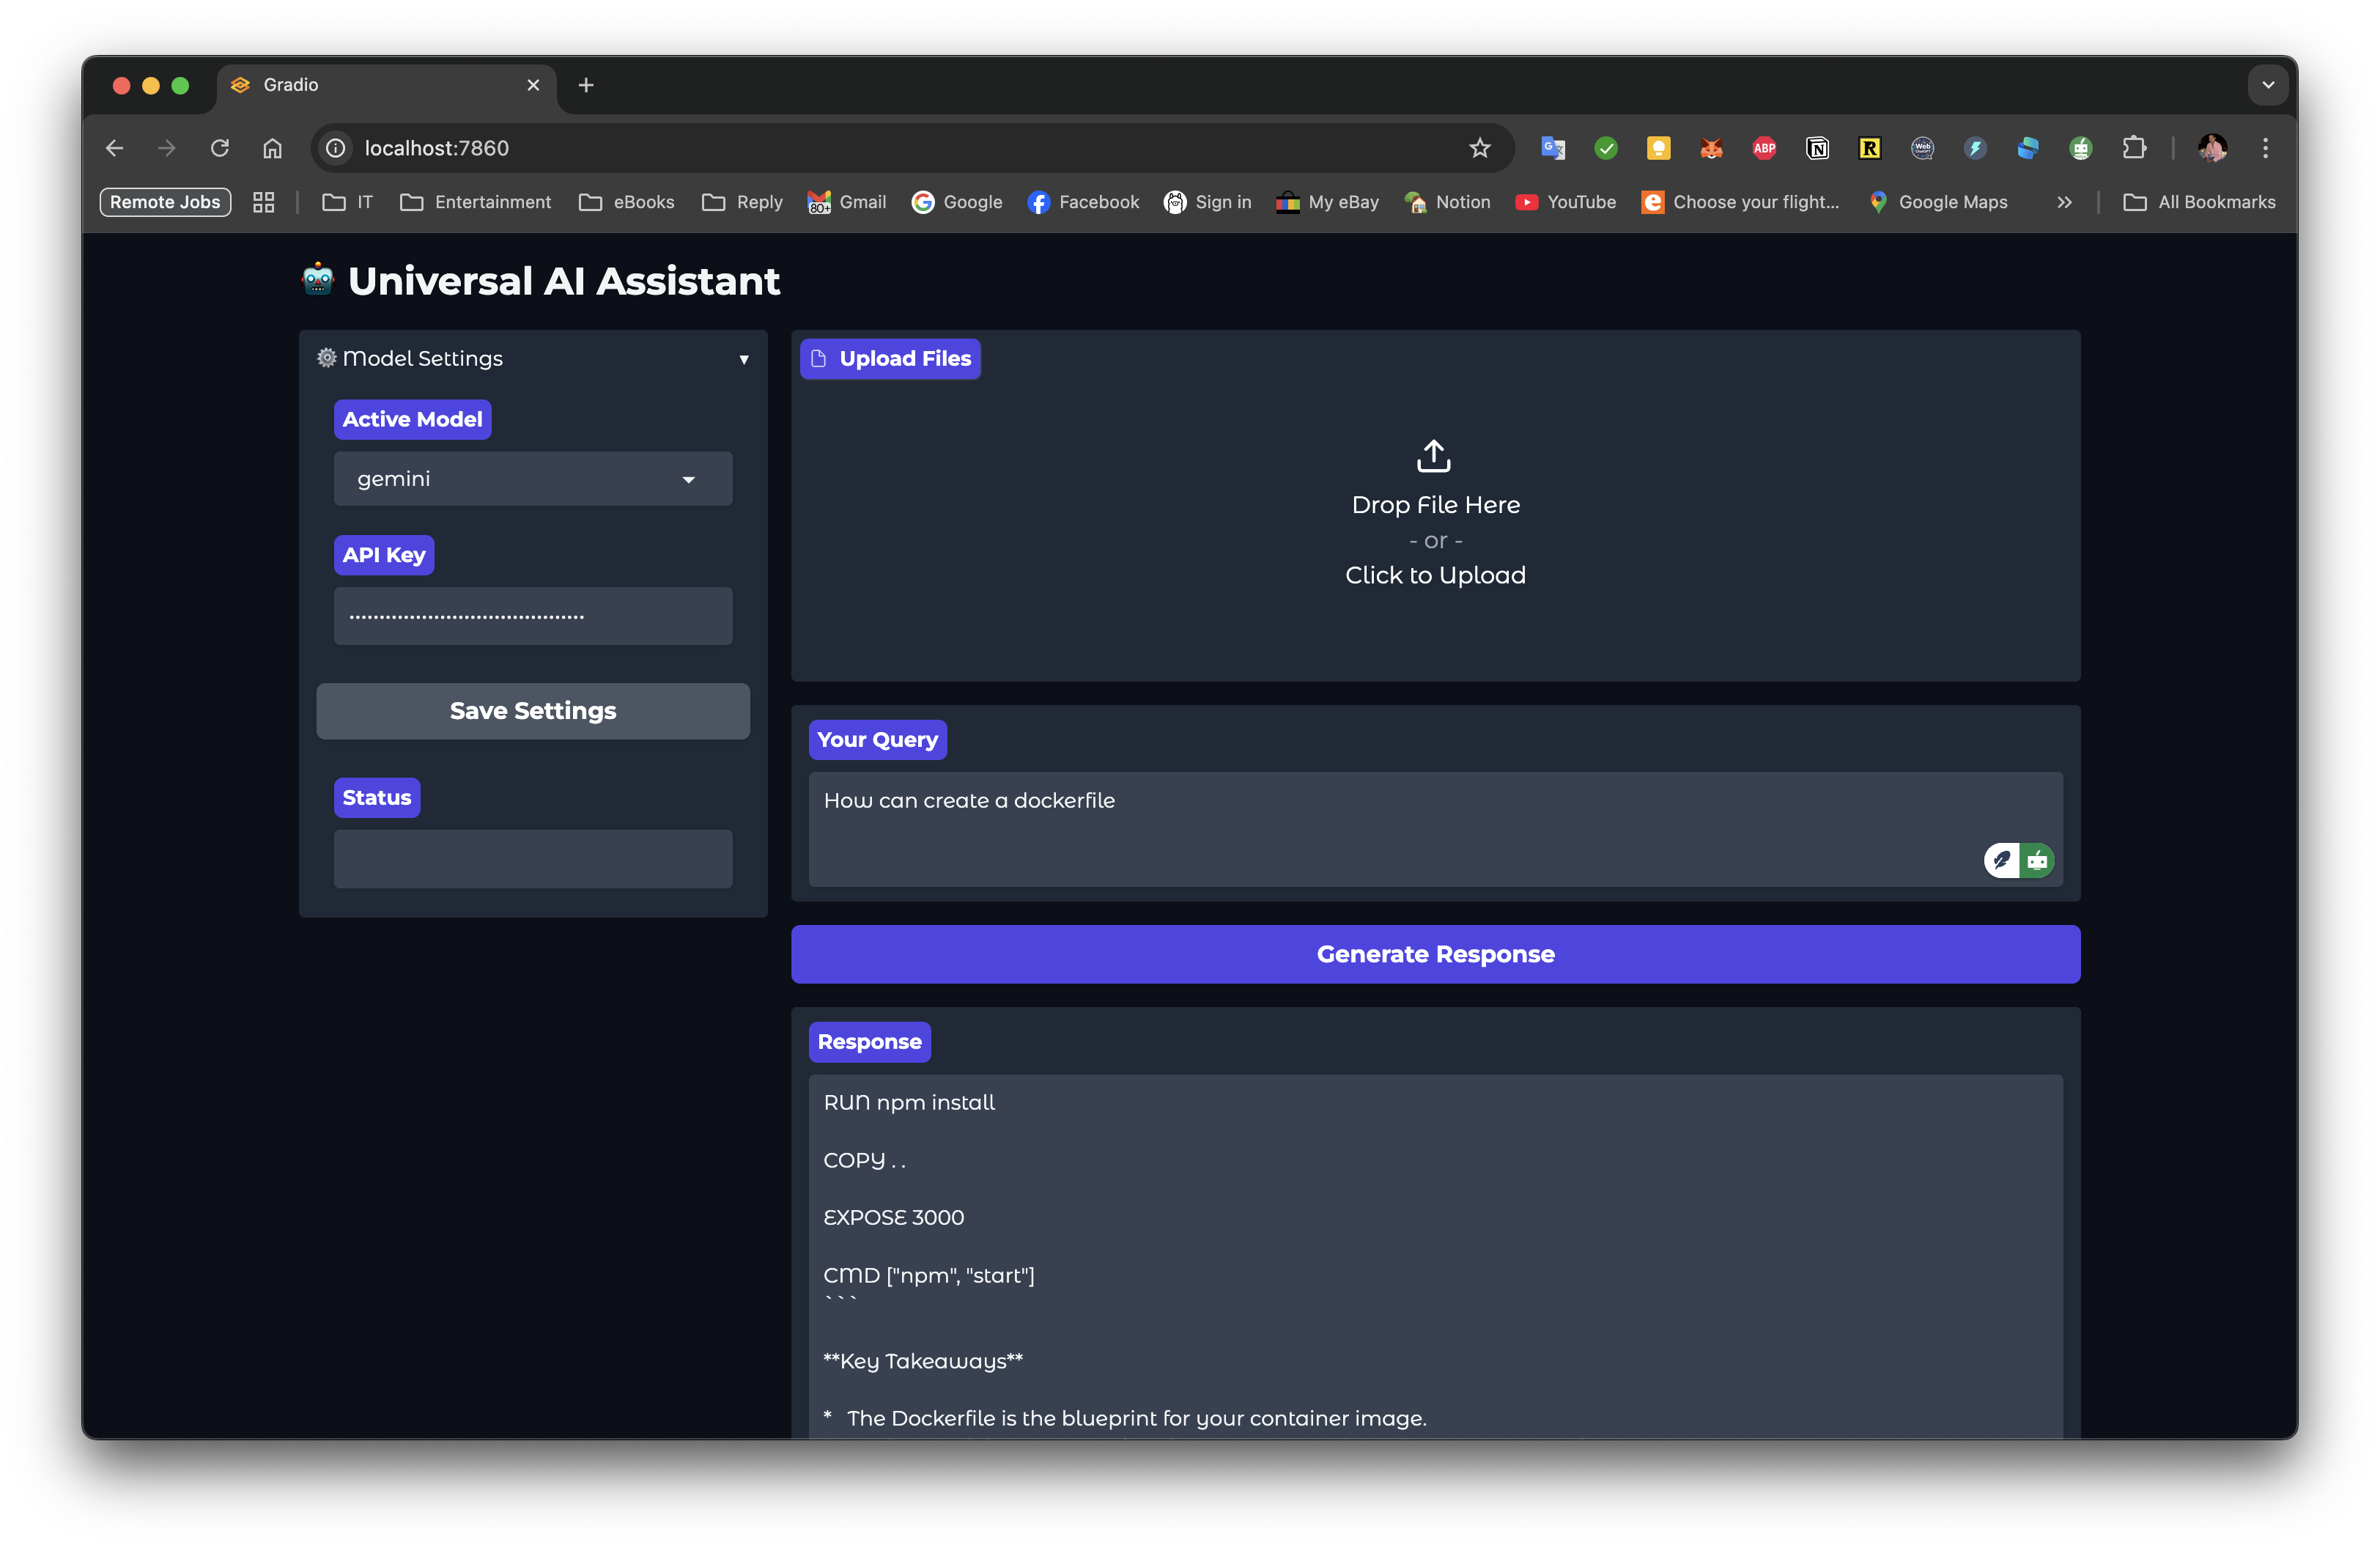 Gradio
localhost:7860
ABP
Web
Remote Jobs
IT
Entertainment
eBooks
Reply
80+
Gmail
Google
Facebook
Sign in
My eBay
Notion
YouTube
Choose your flight...
Google Maps
All Bookmarks
Universal AI Assistant
Model Settings
Upload Files
Active Model
gemini
Drop File Here
- or -
Click to Upload
API Key
Save Settings
Your Query
How can create a dockerfile
Status
Generate Response
Response
RUN npm install
COPY . .
EXPOSE 3000
CMD ["npm", "start"]
```
**Key Takeaways**
* The Dockerfile is the blueprint for your container image.